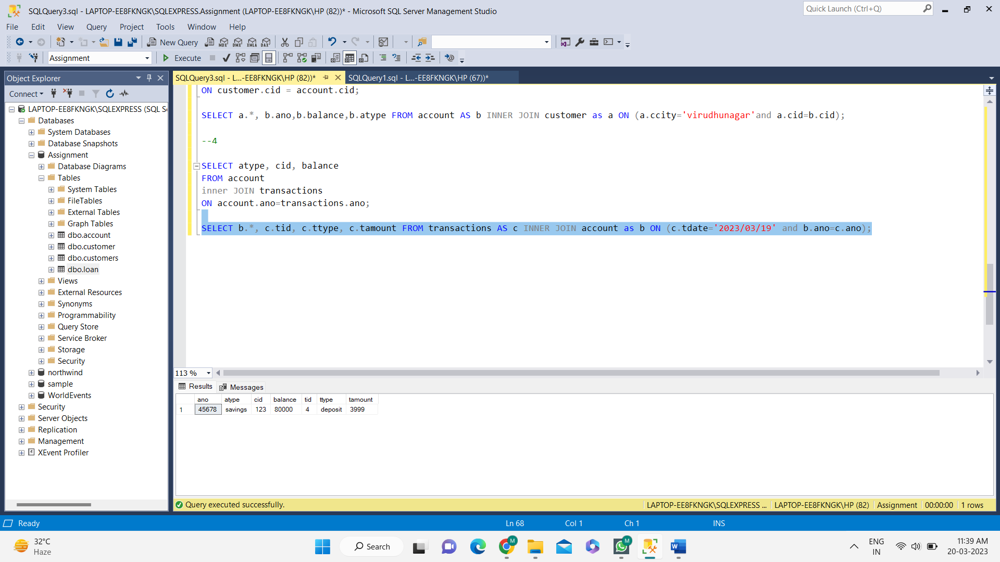 SQLQuery3.sql - LAPTOP-EE8FKNGK\SQLEXPRESS.Assignment (LAPTOP-EE8FKNGK\HP (82))* - Microsoft SQL Server Management Studio
Quick Launch (Ctrl+Q)
File Edit View Query Project Tools Window Help
New Query MDX DMX XMLA DAX
Assignment Execute
Object Explorer
SQLQuery3.sql - L...-EE8FKNGK\HP (82))* SQLQuery1.sql - L...-EE8FKNGK\HP (67))*
Connect
LAPTOP-EE8FKNGK\SQLEXPRESS (SQL S
Databases
System Databases
Database Snapshots
Assignment
Database Diagrams
Tables
System Tables
FileTables
External Tables
Graph Tables
dbo.account
dbo.customer
dbo.customers
dbo.loan
Views
External Resources
Synonyms
Programmability
Query Store
Service Broker
Storage
Security
northwind
sample
WorldEvents
Security
Server Objects
Replication
Management
XEvent Profiler
ON customer.cid = account.cid;
SELECT a.*, b.ano,b.balance,b.atype FROM account AS b INNER JOIN customer as a ON (a.ccity='virudhunagar'and a.cid=b.cid);
--4
SELECT atype, cid, balance
FROM account
inner JOIN transactions
ON account.ano=transactions.ano;
SELECT b.*, c.tid, c.ttype, c.tamount FROM transactions AS c INNER JOIN account as b ON (c.tdate='2023/03/19' and b.ano=c.ano);
113 %
Results Messages
ano atype cid balance tid ttype tamount
1 45678 savings 123 80000 4 deposit 3999
Query executed successfully. LAPTOP-EE8FKNGK\SQLEXPRESS ... LAPTOP-EE8FKNGK\HP (82) Assignment 00:00:00 1 rows
Ready Ln 68 Col 1 Ch 1 INS
32°C
Haze
Search
M
M
ENG
IN
11:39 AM
20-03-2023